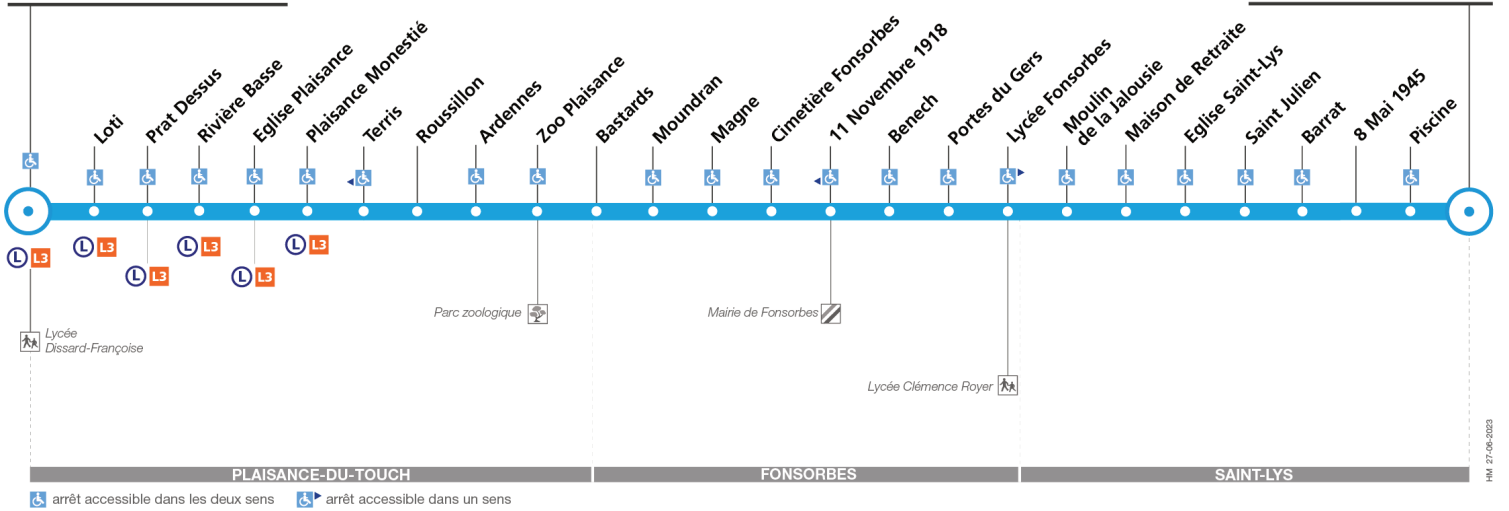 Loti
Prat Dessus
Rivière Basse
Eglise Plaisance
Plaisance Monestié
Terris
Roussillon
Ardennes
Zoo Plaisance
Bastards
Moundran
Magne
Cimetière Fonsorbes
11 Novembre 1918
Benech
Portes du Gers
Lycée Fonsorbes
Moulin
de la Jalousie
Maison de Retraite
Eglise Saint-Lys
Saint Julien
Barrat
8 Mai 1945
Piscine
L L3
L L3
L L3
L L3
L L3
L L3
Parc zoologique
Mairie de Fonsorbes
Lycée
Dissard-Françoise
Lycée Clémence Royer
PLAISANCE-DU-TOUCH
FONSORBES
SAINT-LYS
arrêt accessible dans les deux sens
arrêt accessible dans un sens
HM 27-06-2023